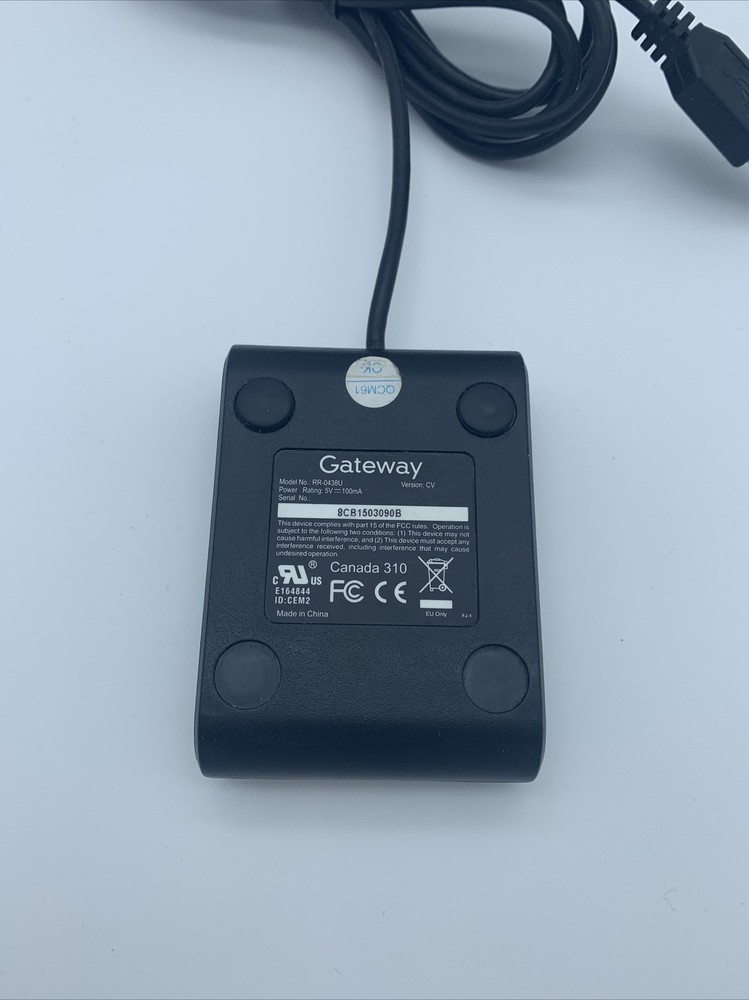 OK
QCM61
Gateway
Model No.: RR-0438U Version: CV
Power Rating: 5V⎓100mA
Serial No.:
8CB1503090B
This device complies with part 15 of the FCC rules. Operation is
subject to the following two conditions: (1) This device may not
cause harmful interference, and (2) This device must accept any
interference received, including interference that may cause
undesired operation.
Canada 310
C RU ® US
E164844
ID:CEM2
FC CE
Made in China
EU Only